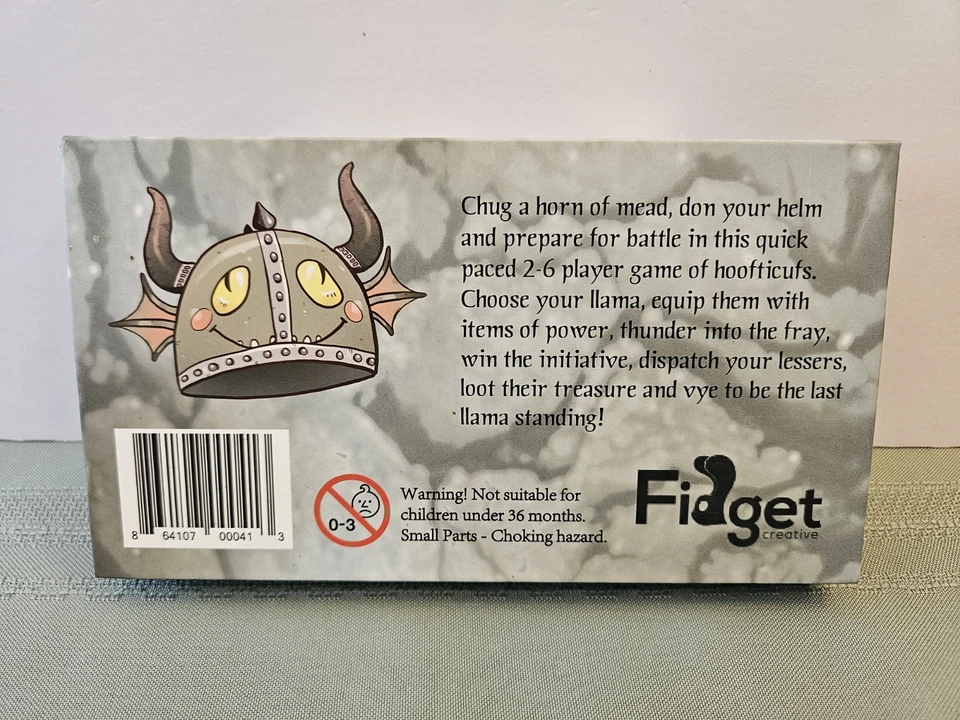 Chug a horn of mead, don your helm
and prepare for battle in this quick
paced 2-6 player game of hoofticufs.
Choose your llama, equip them with
items of power, thunder into the fray,
win the initiative, dispatch your lessers,
loot their treasure and vye to be the last
llama standing!
8 64107 00041 3
0-3
Warning! Not suitable for
children under 36 months.
Small Parts - Choking hazard.
Fidget
creative